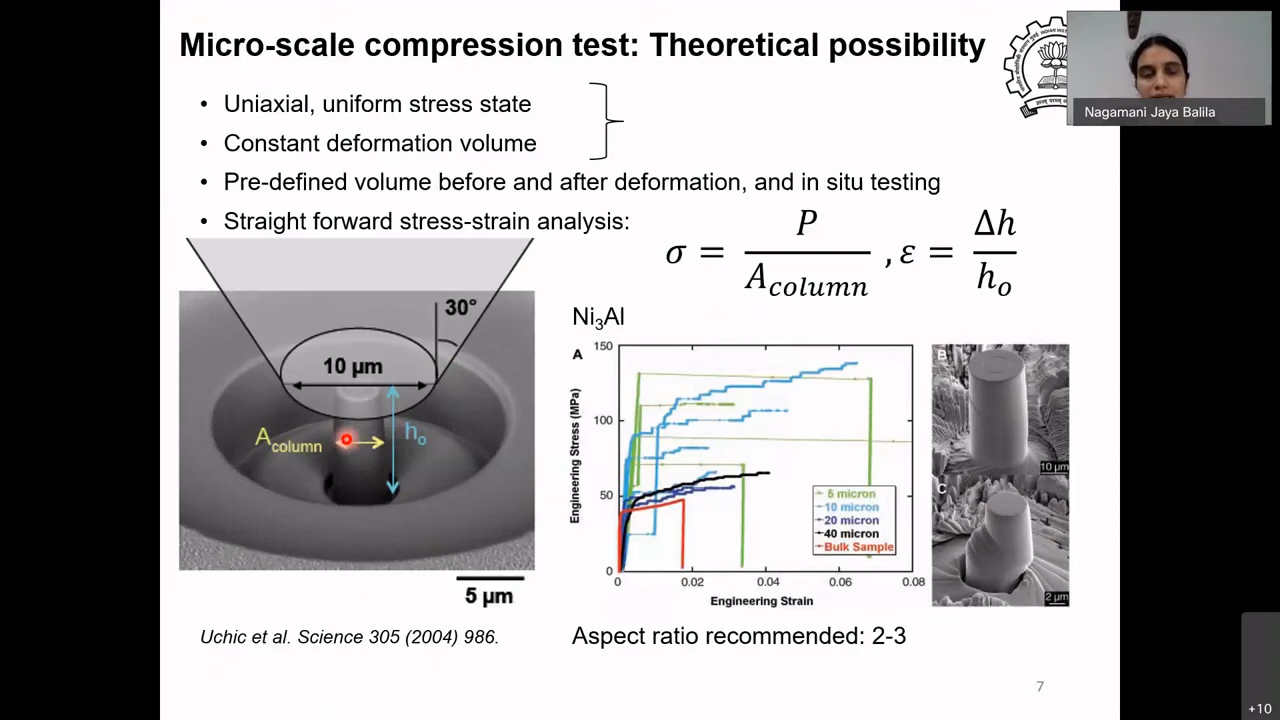 Micro-scale compression test: Theoretical possibility
Nagamani Jaya Balila
• Uniaxial, uniform stress state
• Constant deformation volume
• Pre-defined volume before and after deformation, and in situ testing
• Straight forward stress-strain analysis:
σ = P / A_column , ε = Δh / h_o
30°
10 µm
A_column
h_o
5 µm
Ni₃Al
A
150
100
50
0
Engineering Stress (MPa)
0 0.02 0.04 0.06 0.08
Engineering Strain
5 micron
10 micron
20 micron
40 micron
Bulk Sample
B
10 µm
C
2 µm
Uchic et al. Science 305 (2004) 986.
Aspect ratio recommended: 2-3
7
+10